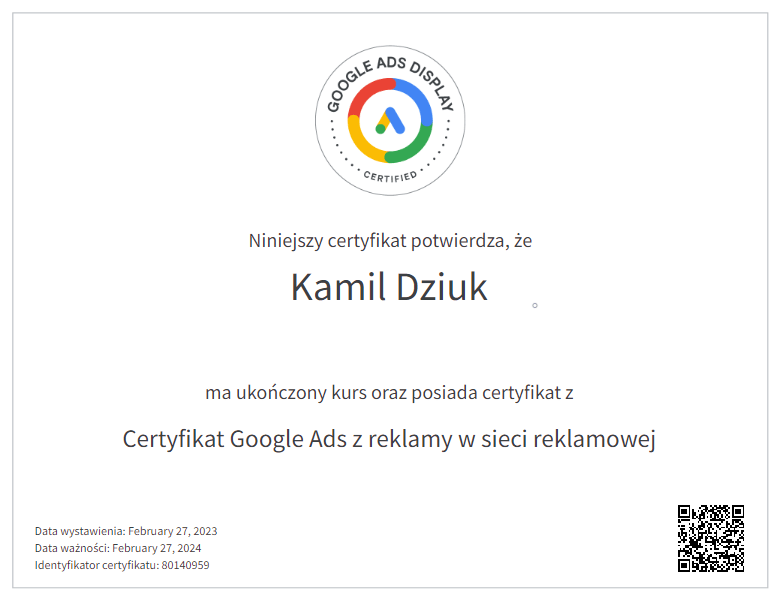 GOOGLE ADS DISPLAY
CERTIFIED
Niniejszy certyfikat potwierdza, że
Kamil Dziuk
ma ukończony kurs oraz posiada certyfikat z
Certyfikat Google Ads z reklamy w sieci reklamowej
Data wystawienia: February 27, 2023
Data ważności: February 27, 2024
Identyfikator certyfikatu: 80140959